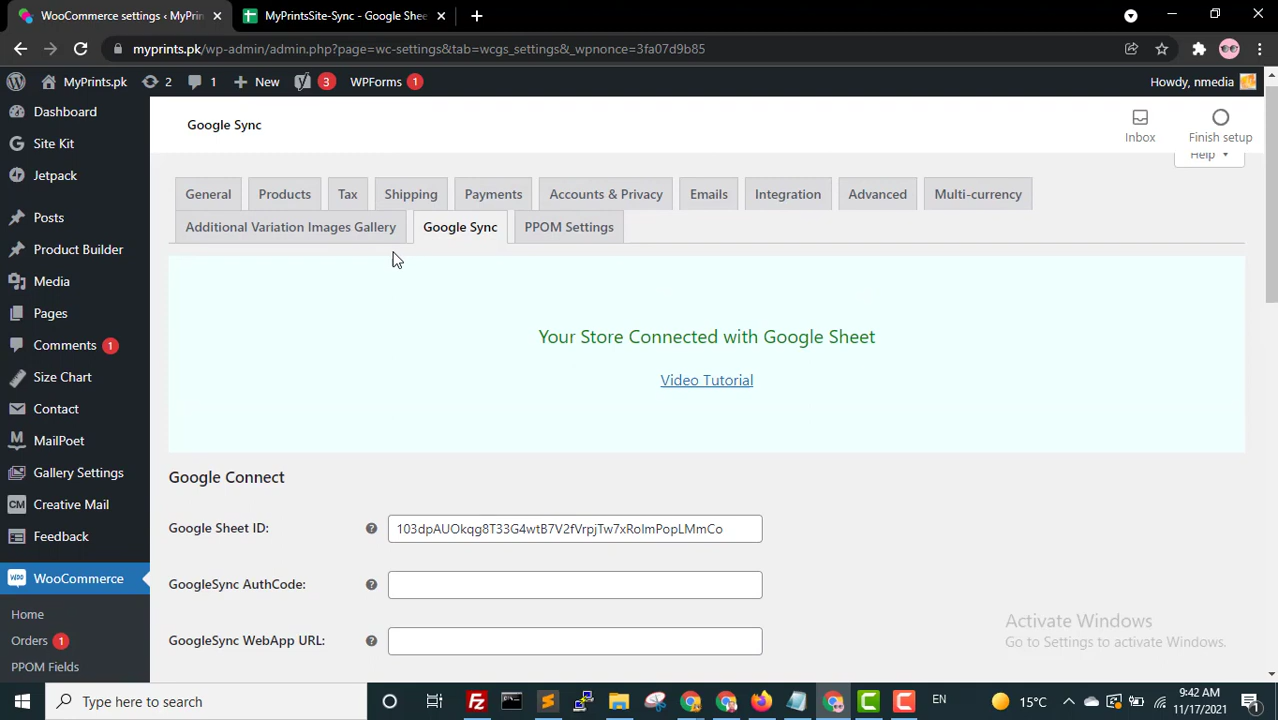 WooCommerce settings ‹ MyPrin
MyPrintsSite-Sync - Google Shee
myprints.pk/wp-admin/admin.php?page=wc-settings&tab=wcgs_settings&_wpnonce=3fa07d9b85
MyPrints.pk 2 1 New 3 WPForms 1 Howdy, nmedia
Dashboard
Site Kit
Jetpack
Posts
Product Builder
Media
Pages
Comments 1
Size Chart
Contact
MailPoet
Gallery Settings
CM Creative Mail
Feedback
WooCommerce
Home
Orders 1
PPOM Fields
Google Sync
Inbox
Finish setup
Help
General Products Tax Shipping Payments Accounts & Privacy Emails Integration Advanced Multi-currency
Additional Variation Images Gallery Google Sync PPOM Settings
Your Store Connected with Google Sheet
Video Tutorial
Google Connect
Google Sheet ID: 103dpAUOkqg8T33G4wtB7V2fVrpjTw7xRoImPopLMmCo
GoogleSync AuthCode:
GoogleSync WebApp URL:
Activate Windows
Go to Settings to activate Windows.
Type here to search
15°C
EN
9:42 AM
11/17/2021
1